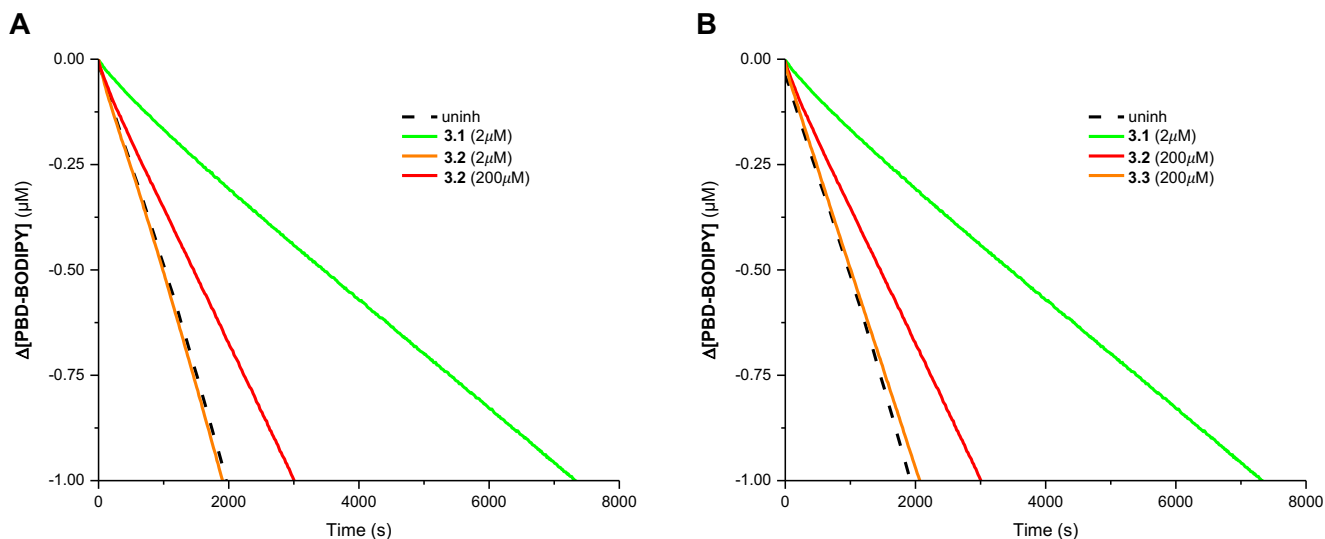 A
0.00
-0.25
-0.50
-0.75
-1.00
Δ[PBD-BODIPY] (µM)
uninh
3.1 (2µM)
3.2 (2µM)
3.2 (200µM)
0 2000 4000 6000 8000
Time (s)
B
0.00
-0.25
-0.50
-0.75
-1.00
Δ[PBD-BODIPY] (µM)
uninh
3.1 (2µM)
3.2 (200µM)
3.3 (200µM)
0 2000 4000 6000 8000
Time (s)